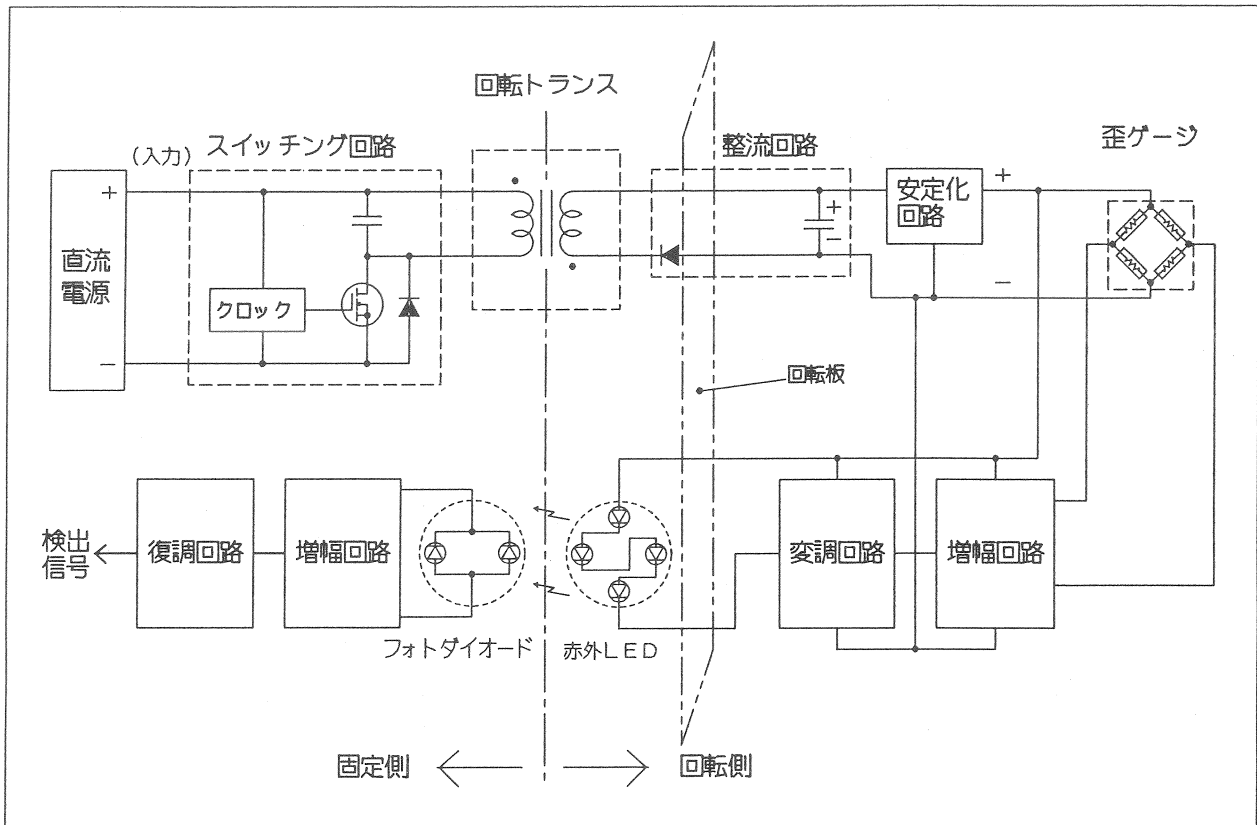 回転トランス
(入力)
スイッチング回路
整流回路
歪ゲージ
+
直流
電源
−
クロック
+
−
安定化
回路
+
−
回転板
検出
信号
復調回路
増幅回路
変調回路
増幅回路
フォトダイオード
赤外LED
固定側
回転側